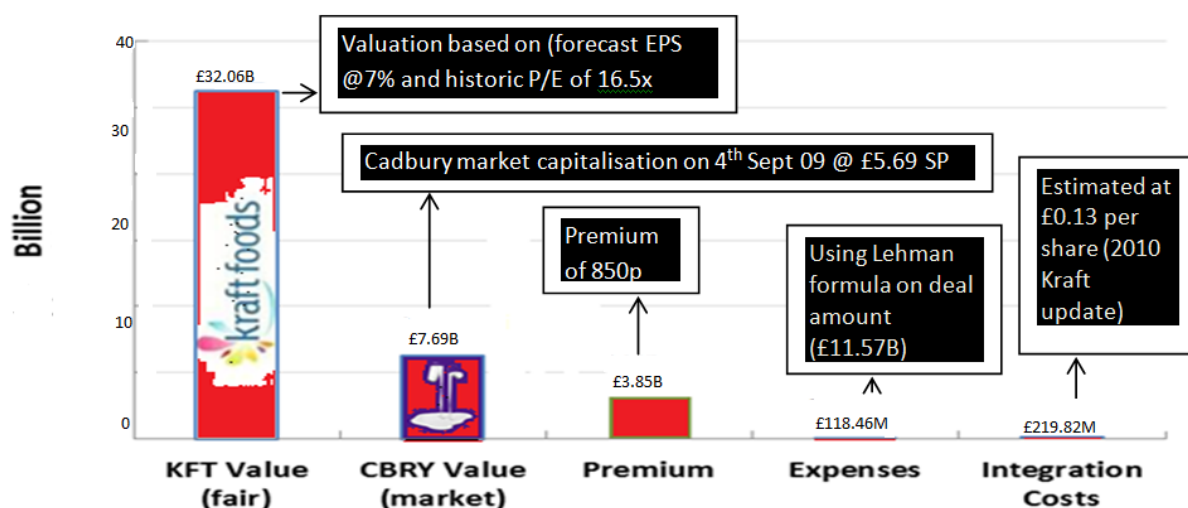 40
30
20
10
0
Billion
£32.06B
Valuation based on (forecast EPS
@7% and historic P/E of 16.5x
kraft foods
Cadbury market capitalisation on 4th Sept 09 @ £5.69 SP
£7.69B
Premium
of 850p
£3.85B
Using Lehman
formula on deal
amount
(£11.57B)
£118.46M
Estimated at
£0.13 per
share (2010
Kraft
update)
£219.82M
KFT Value
(fair)
CBRY Value
(market)
Premium
Expenses
Integration
Costs